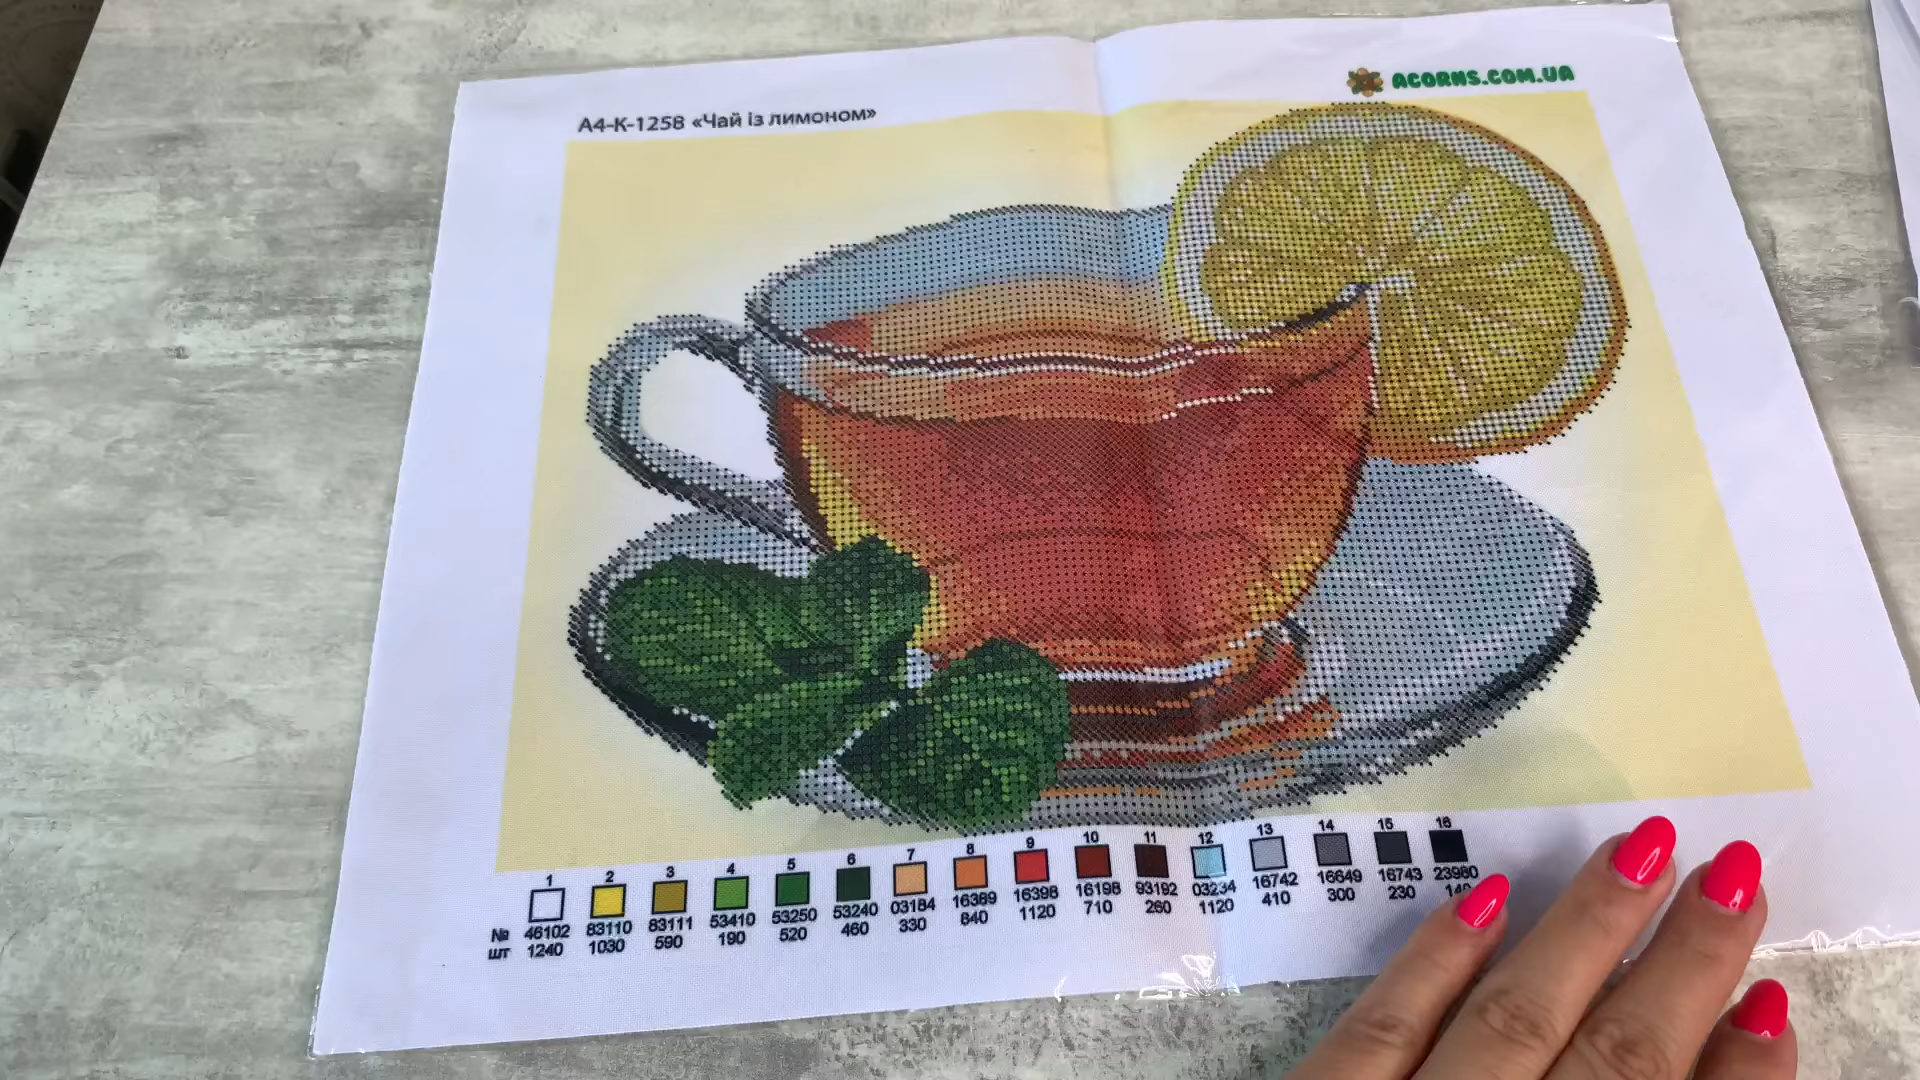 ACORNS.COM.UA
А4-К-1258 «Чай із лимоном»
1 2 3 4 5 6 7 8 9 10 11 12 13 14 15 16
№ 46102 83110 83111 53410 53250 53240 03184 16389 16398 16198 93192 03234 16742 16649 16743 23980
шт 1240 1030 590 190 520 460 330 840 1120 710 260 1120 410 300 230